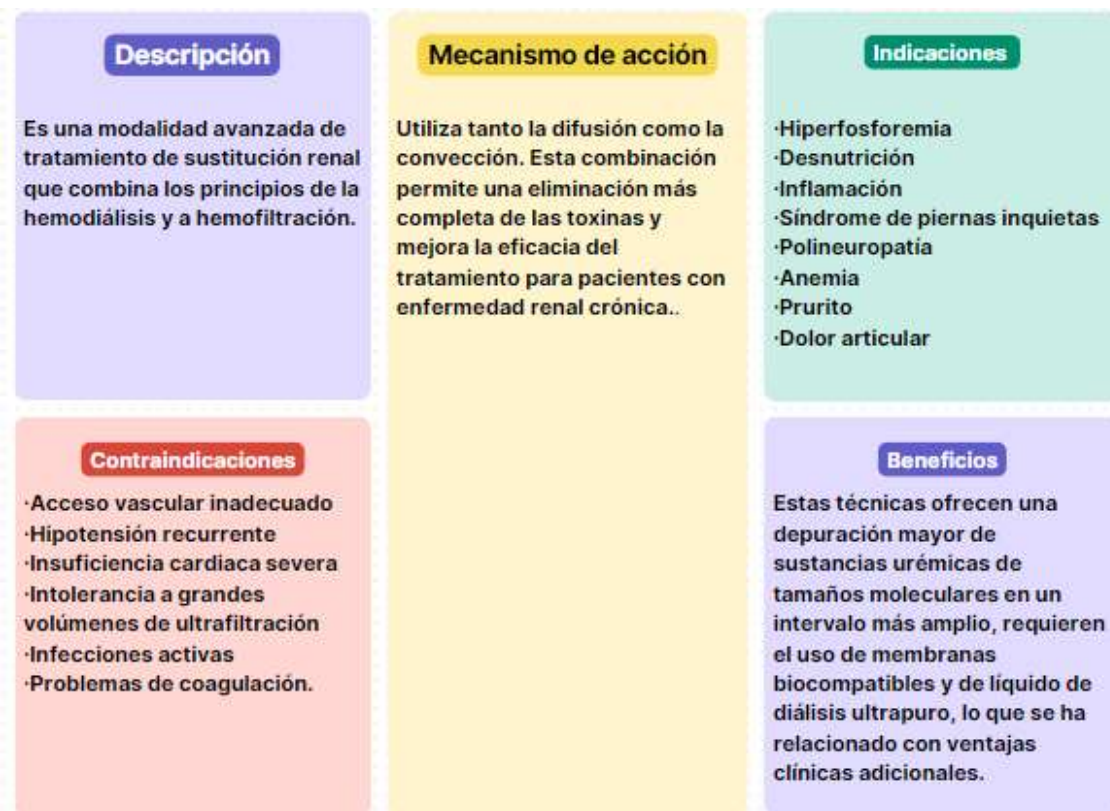 Descripción
Es una modalidad avanzada de
tratamiento de sustitución renal
que combina los principios de la
hemodiálisis y a hemofiltración.
Mecanismo de acción
Utiliza tanto la difusión como la
convección. Esta combinación
permite una eliminación más
completa de las toxinas y
mejora la eficacia del
tratamiento para pacientes con
enfermedad renal crónica..
Indicaciones
·Hiperfosforemia
·Desnutrición
·Inflamación
·Síndrome de piernas inquietas
·Polineuropatía
·Anemia
·Prurito
·Dolor articular
Contraindicaciones
·Acceso vascular inadecuado
·Hipotensión recurrente
·Insuficiencia cardiaca severa
·Intolerancia a grandes
volúmenes de ultrafiltración
·Infecciones activas
·Problemas de coagulación.
Beneficios
Estas técnicas ofrecen una
depuración mayor de
sustancias urémicas de
tamaños moleculares en un
intervalo más amplio, requieren
el uso de membranas
biocompatibles y de líquido de
diálisis ultrapuro, lo que se ha
relacionado con ventajas
clínicas adicionales.